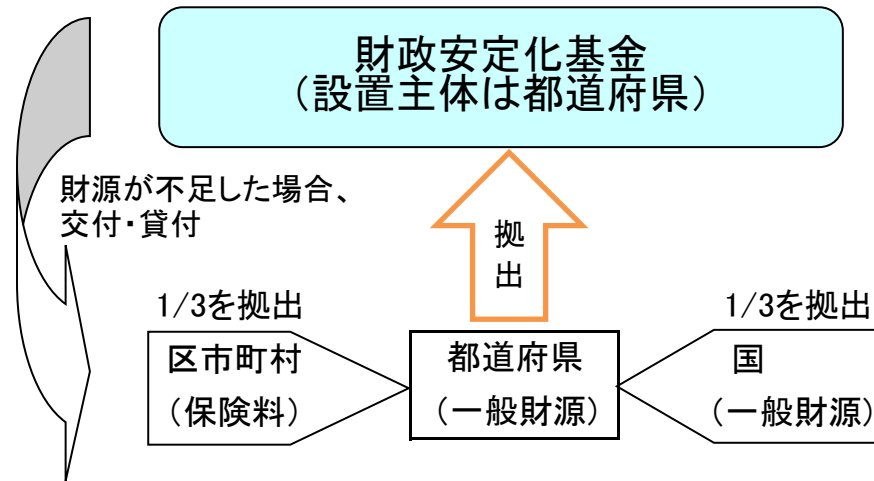 財政安定化基金
（設置主体は都道府県）
財源が不足した場合、
交付・貸付
拠
出
1/3を拠出
1/3を拠出
区市町村
（保険料）
都道府県
（一般財源）
国
（一般財源）